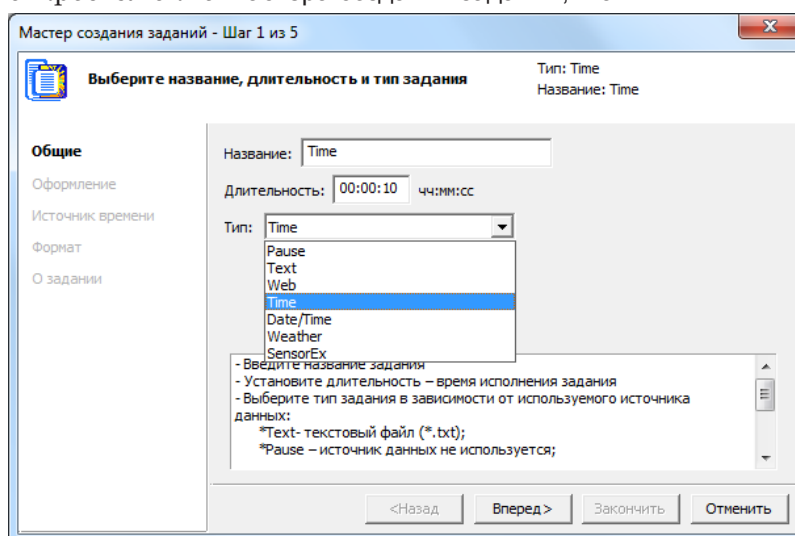 Мастер создания заданий - Шаг 1 из 5
Выберите название, длительность и тип задания
Тип: Time
Название: Time
Общие
Оформление
Источник времени
Формат
О задании
Название: Time
Длительность: 00:00:10 чч:мм:сс
Тип: Time
Pause
Text
Web
Time
Date/Time
Weather
SensorEx
- Введите название задания
- Установите длительность – время исполнения задания
- Выберите тип задания в зависимости от используемого источника
данных:
*Text- текстовый файл (*.txt);
*Pause – источник данных не используется;
<Назад Вперед> Закончить Отменить